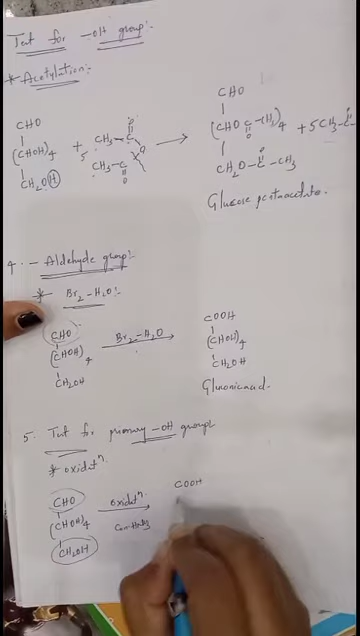 Test for -OH group:-
* Acetylation:-
CHO
|
(CHOH)4 + 5 CH3-C=O
O
CH3-C=O
|
CH2OH
→
CHO
|
(CHO-C-CH3)4 + 5CH3-C
O
|
CH2O-C-CH3
O
Glucose pentaacetate.
4. - Aldehyde group:-
* Br2-H2O:-
CHO
|
(CHOH)4
|
CH2OH
Br2-H2O →
COOH
|
(CHOH)4
|
CH2OH
Gluconic acid.
5. Test for primary -OH group
* oxidatn.
CHO
|
(CHOH)4
|
CH2OH
oxidatn. →
COOH